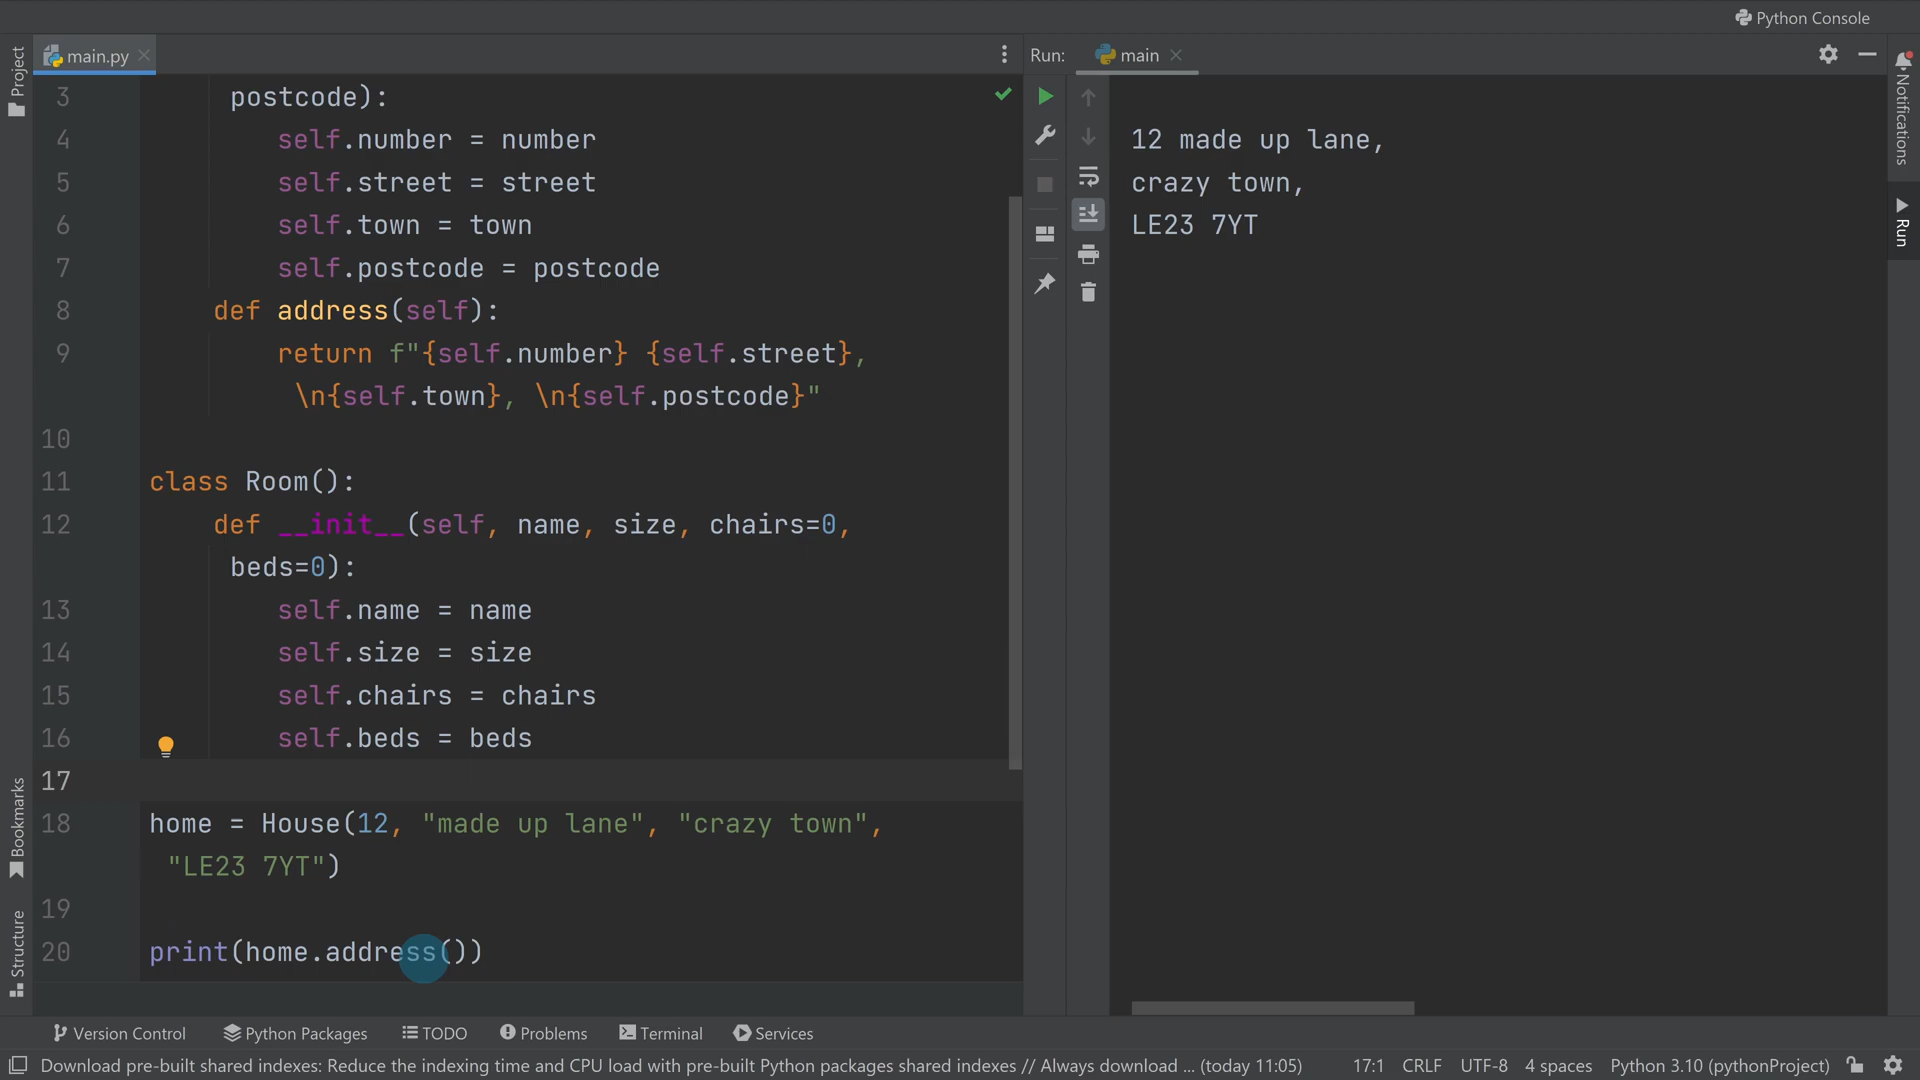 Python Console
Project
main.py
Run:
main
Notifications
Run
3 postcode):
4 self.number = number
5 self.street = street
6 self.town = town
7 self.postcode = postcode
8 def address(self):
9 return f"{self.number} {self.street},
\n{self.town}, \n{self.postcode}"
10
11 class Room():
12 def __init__(self, name, size, chairs=0,
beds=0):
13 self.name = name
14 self.size = size
15 self.chairs = chairs
16 self.beds = beds
17
18 home = House(12, "made up lane", "crazy town",
"LE23 7YT")
19
20 print(home.address())
12 made up lane,
crazy town,
LE23 7YT
Bookmarks
Structure
Version Control
Python Packages
TODO
Problems
Terminal
Services
Download pre-built shared indexes: Reduce the indexing time and CPU load with pre-built Python packages shared indexes // Always download ... (today 11:05)
17:1
CRLF
UTF-8
4 spaces
Python 3.10 (pythonProject)